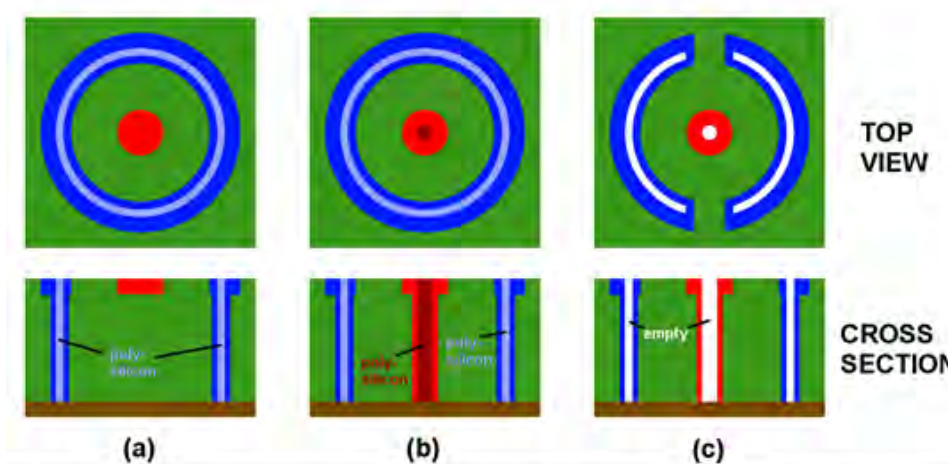 TOP
VIEW
poly-
silicon
poly-
silicon
poly-
silicon
empty
CROSS
SECTION
(a)
(b)
(c)